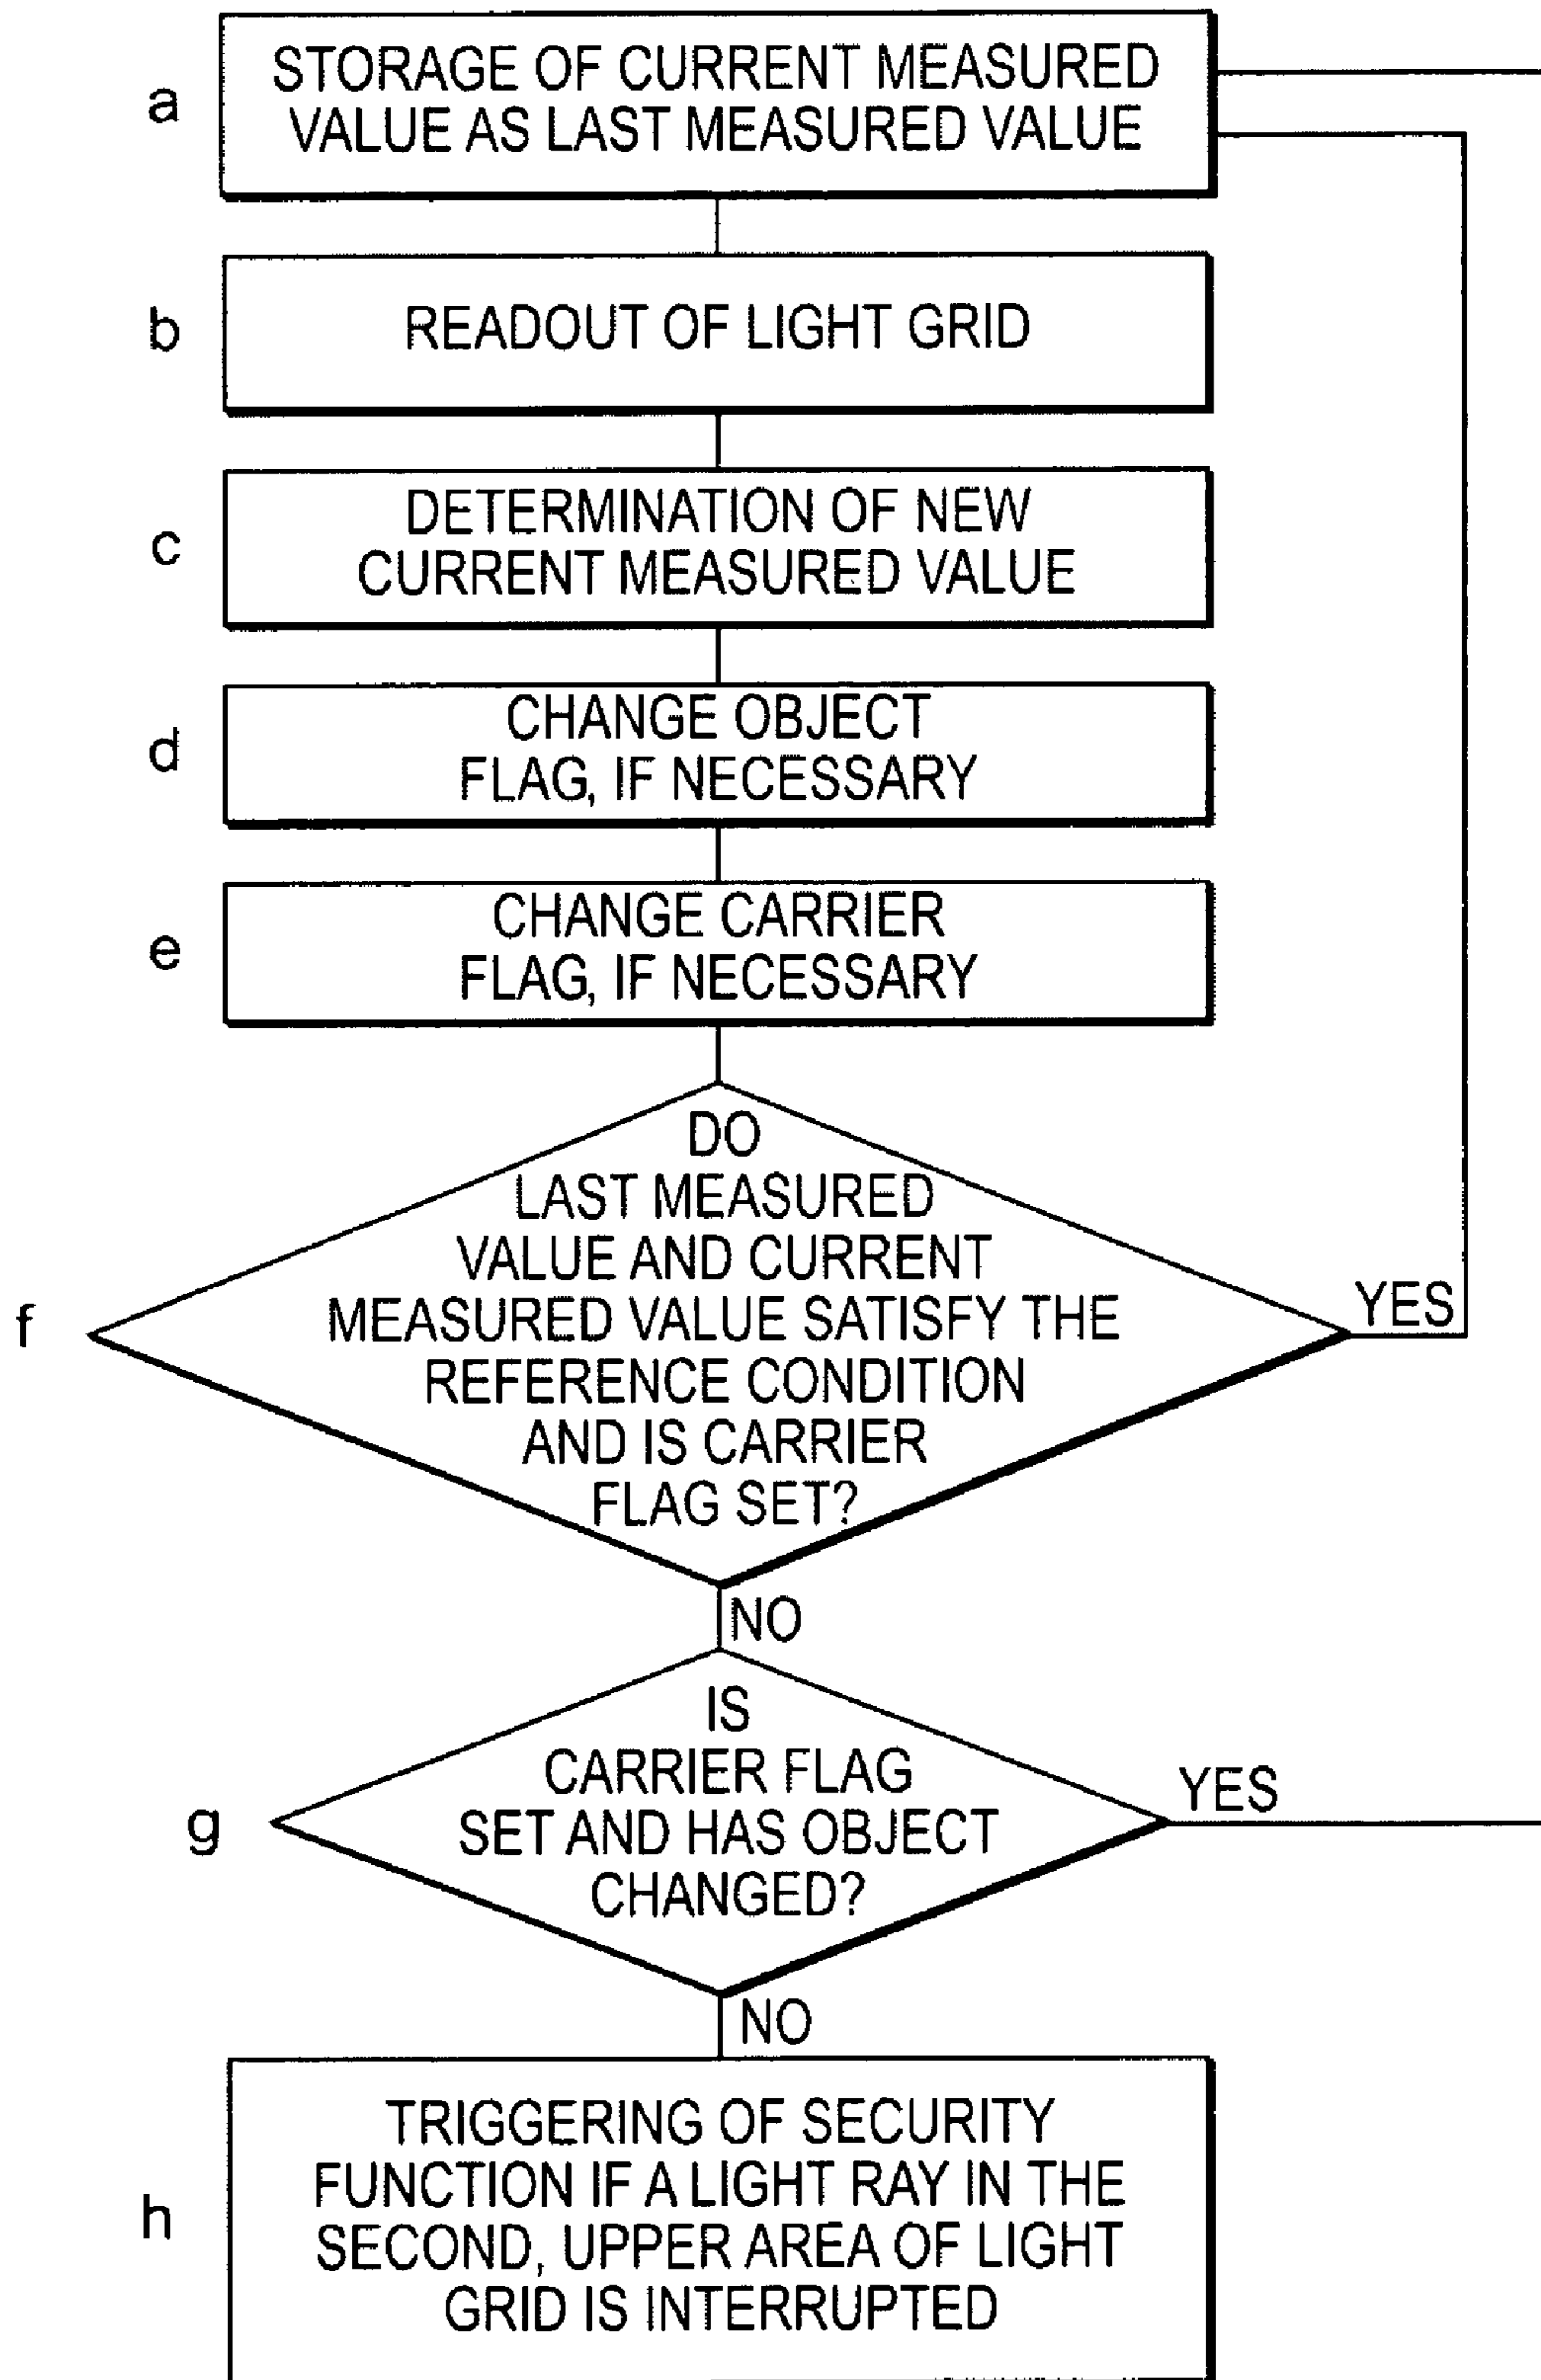 a
STORAGE OF CURRENT MEASURED
VALUE AS LAST MEASURED VALUE
b
READOUT OF LIGHT GRID
c
DETERMINATION OF NEW
CURRENT MEASURED VALUE
d
CHANGE OBJECT
FLAG, IF NECESSARY
e
CHANGE CARRIER
FLAG, IF NECESSARY
f
DO
LAST MEASURED
VALUE AND CURRENT
MEASURED VALUE SATISFY THE
REFERENCE CONDITION
AND IS CARRIER
FLAG SET?
YES
NO
g
IS
CARRIER FLAG
SET AND HAS OBJECT
CHANGED?
YES
NO
h
TRIGGERING OF SECURITY
FUNCTION IF A LIGHT RAY IN THE
SECOND, UPPER AREA OF LIGHT
GRID IS INTERRUPTED